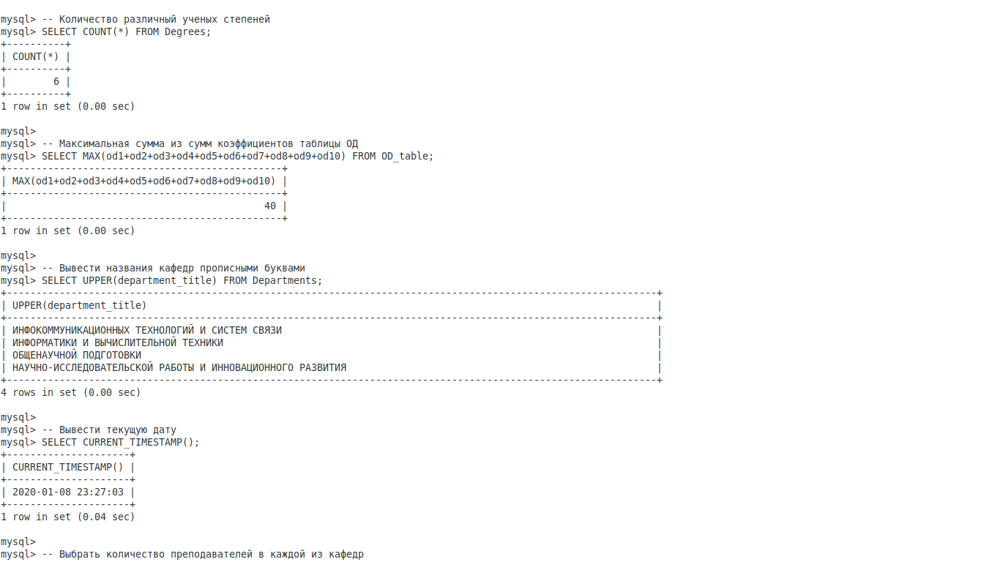 mysql> -- Количество различный ученых степеней
mysql> SELECT COUNT(*) FROM Degrees;
+----------+
| COUNT(*) |
+----------+
|        6 |
+----------+
1 row in set (0.00 sec)
mysql>
mysql> -- Максимальная сумма из сумм коэффициентов таблицы ОД
mysql> SELECT MAX(od1+od2+od3+od4+od5+od6+od7+od8+od9+od10) FROM OD_table;
+-----------------------------------------------+
| MAX(od1+od2+od3+od4+od5+od6+od7+od8+od9+od10) |
+-----------------------------------------------+
|                                            40 |
+-----------------------------------------------+
1 row in set (0.00 sec)
mysql>
mysql> -- Вывести названия кафедр прописными буквами
mysql> SELECT UPPER(department_title) FROM Departments;
+---------------------------------------------------------------------------------------------------------------+
| UPPER(department_title)                                                                                       |
+---------------------------------------------------------------------------------------------------------------+
| ИНФОКОММУНИКАЦИОННЫХ ТЕХНОЛОГИЙ И СИСТЕМ СВЯЗИ                                                                |
| ИНФОРМАТИКИ И ВЫЧИСЛИТЕЛЬНОЙ ТЕХНИКИ                                                                          |
| ОБЩЕНАУЧНОЙ ПОДГОТОВКИ                                                                                        |
| НАУЧНО-ИССЛЕДОВАТЕЛЬСКОЙ РАБОТЫ И ИННОВАЦИОННОГО РАЗВИТИЯ                                                     |
+---------------------------------------------------------------------------------------------------------------+
4 rows in set (0.00 sec)
mysql>
mysql> -- Вывести текущую дату
mysql> SELECT CURRENT_TIMESTAMP();
+---------------------+
| CURRENT_TIMESTAMP() |
+---------------------+
| 2020-01-08 23:27:03 |
+---------------------+
1 row in set (0.04 sec)
mysql>
mysql> -- Выбрать количество преподавателей в каждой из кафедр